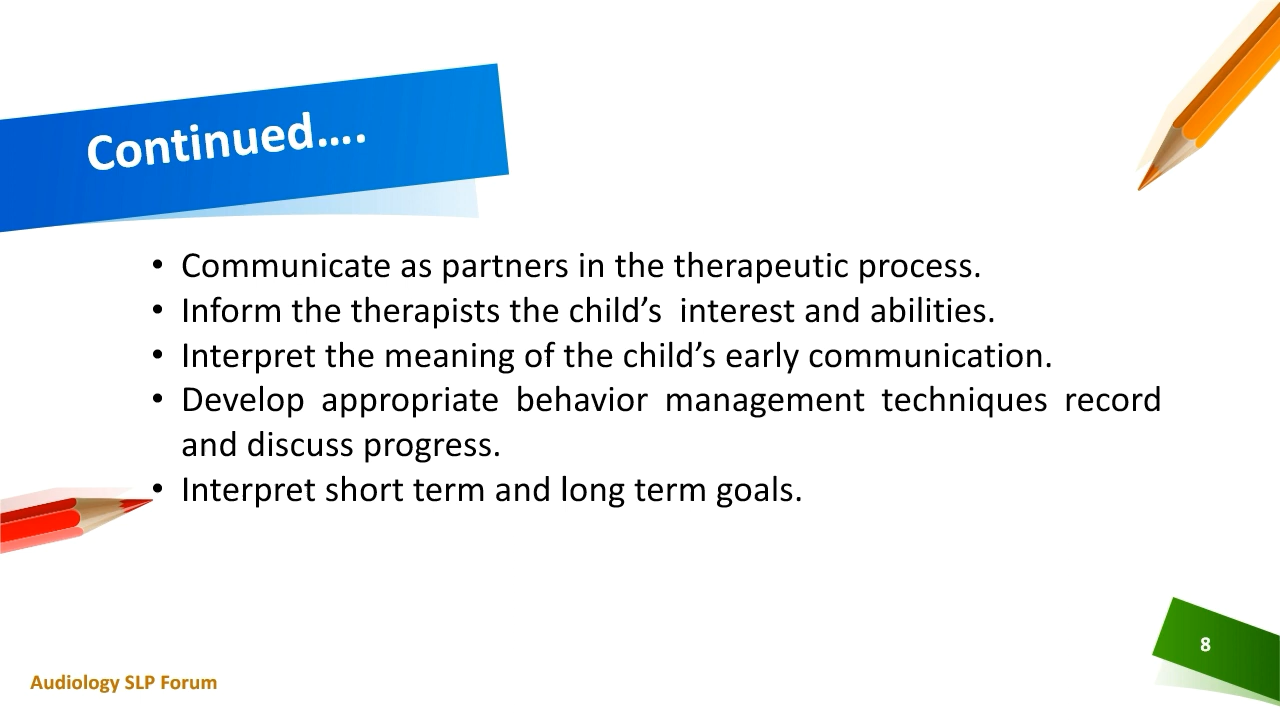 Continued....
• Communicate as partners in the therapeutic process.
• Inform the therapists the child’s  interest and abilities.
• Interpret the meaning of the child’s early communication.
• Develop appropriate behavior management techniques record
and discuss progress.
• Interpret short term and long term goals.
8
Audiology SLP Forum